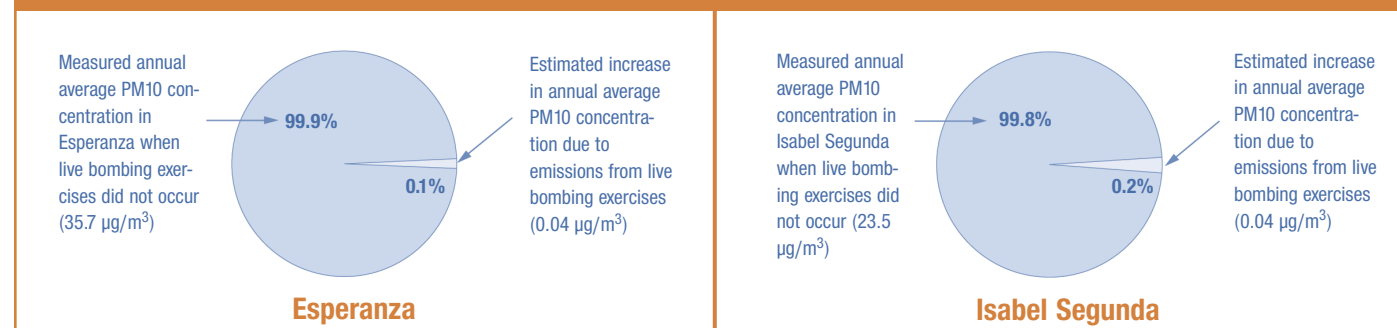 Measured annual
average PM10 con-
centration in
Esperanza when
live bombing exer-
cises did not occur
(35.7 µg/m³)
99.9%
0.1%
Estimated increase
in annual average
PM10 concentra-
tion due to
emissions from live
bombing exercises
(0.04 µg/m³)
Esperanza
Measured annual
average PM10
concentration in
Isabel Segunda
when live bomb-
ing exercises did
not occur (23.5
µg/m³)
99.8%
0.2%
Estimated increase
in annual average
PM10 concentra-
tion due to
emissions from live
bombing exercises
(0.04 µg/m³)
Isabel Segunda